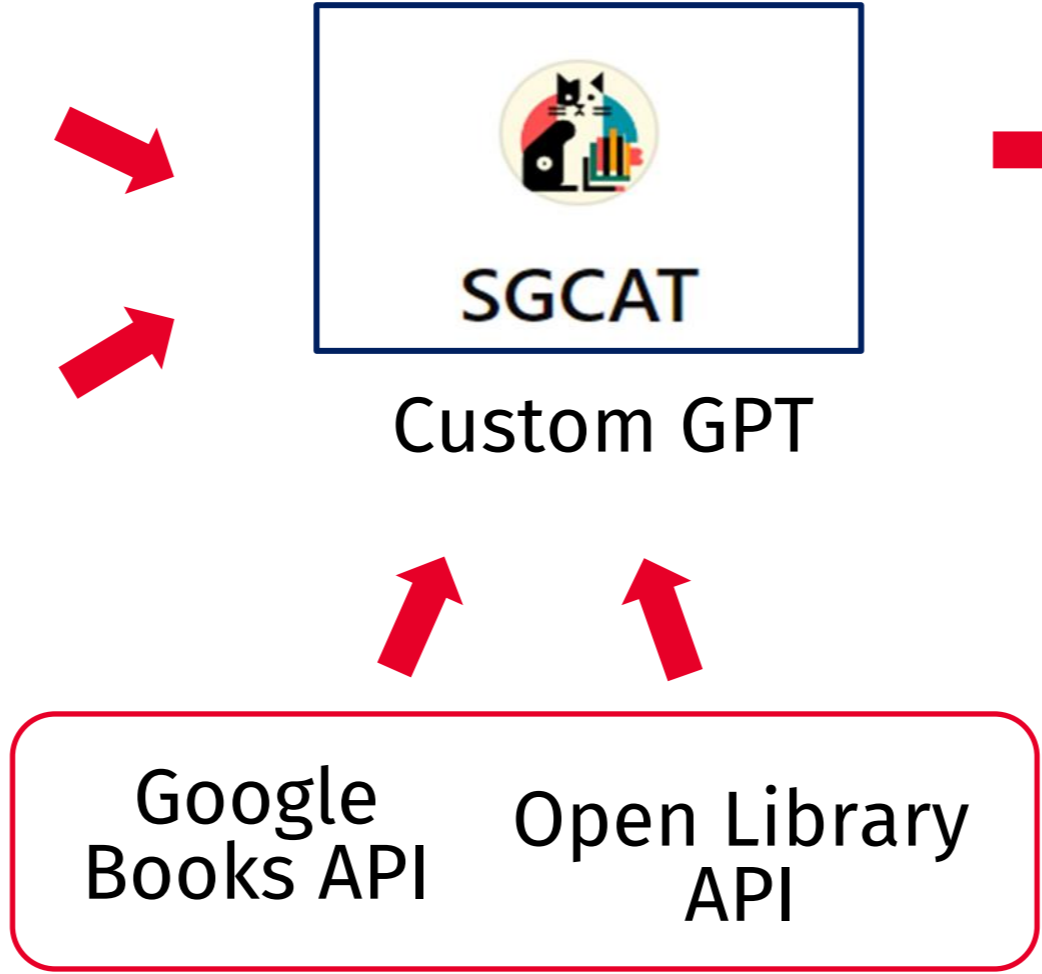 SGCAT
Custom GPT
Google
Books API
Open Library
API